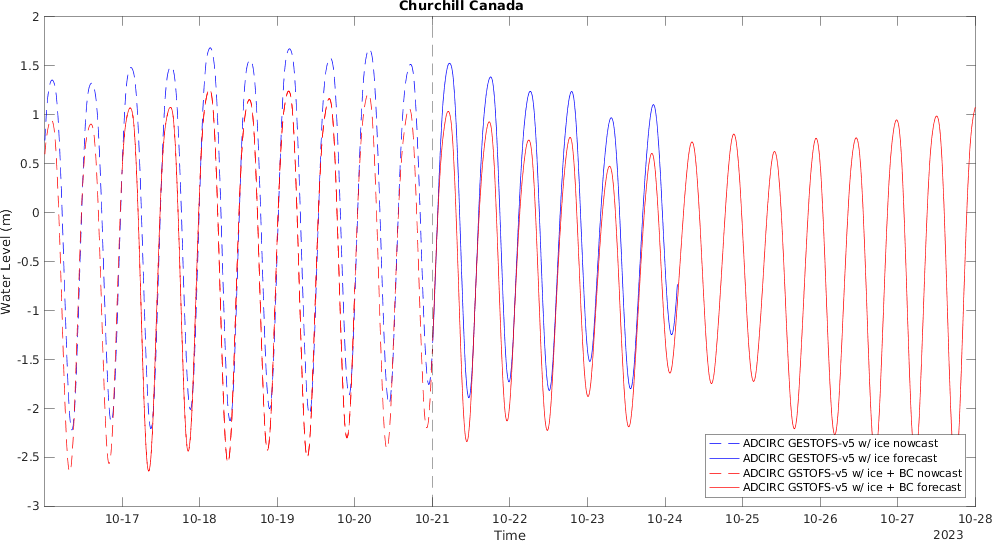 Churchill Canada
2
1.5
1
0.5
0
-0.5
-1
-1.5
-2
-2.5
-3
Water Level (m)
ADCIRC GESTOFS-v5 w/ ice nowcast
ADCIRC GESTOFS-v5 w/ ice forecast
ADCIRC GSTOFS-v5 w/ ice + BC nowcast
ADCIRC GSTOFS-v5 w/ ice + BC forecast
10-17 10-18 10-19 10-20 10-21 10-22 10-23 10-24 10-25 10-26 10-27 10-28
Time
2023